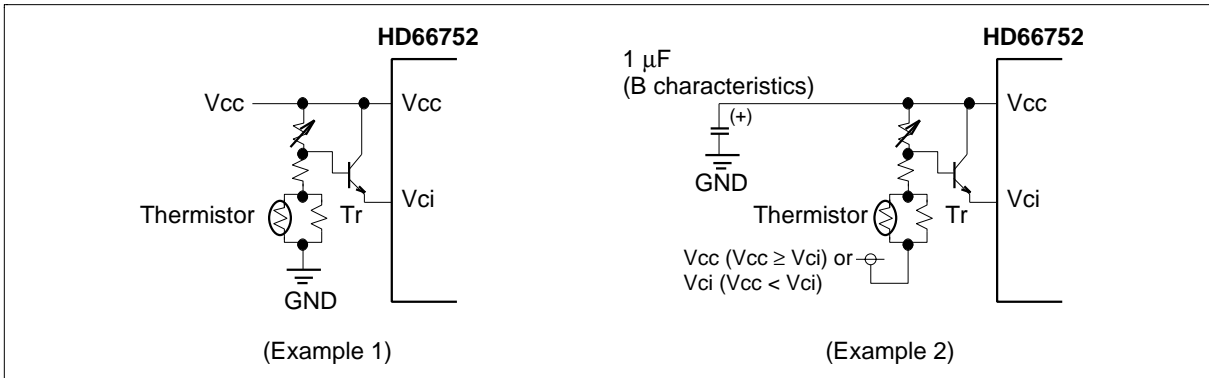 HD66752
Vcc
Vcc
Vci
Thermistor
Tr
GND
(Example 1)
HD66752
1 μF
(B characteristics)
(+)
Vcc
GND
Vci
Thermistor
Tr
Vcc (Vcc ≥ Vci) or
Vci (Vcc < Vci)
(Example 2)